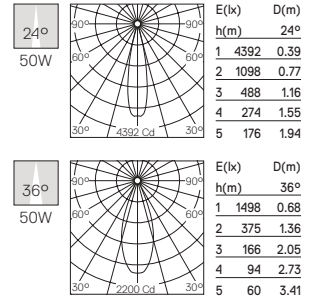 24°
50W
90° 90°
60° 60°
30° 4392 Cd 30°
E(lx) D(m)
h(m) 24°
1 4392 0.39
2 1098 0.77
3 488 1.16
4 274 1.55
5 176 1.94
36°
50W
90° 90°
60° 60°
30° 2200 Cd 30°
E(lx) D(m)
h(m) 36°
1 1498 0.68
2 375 1.36
3 166 2.05
4 94 2.73
5 60 3.41